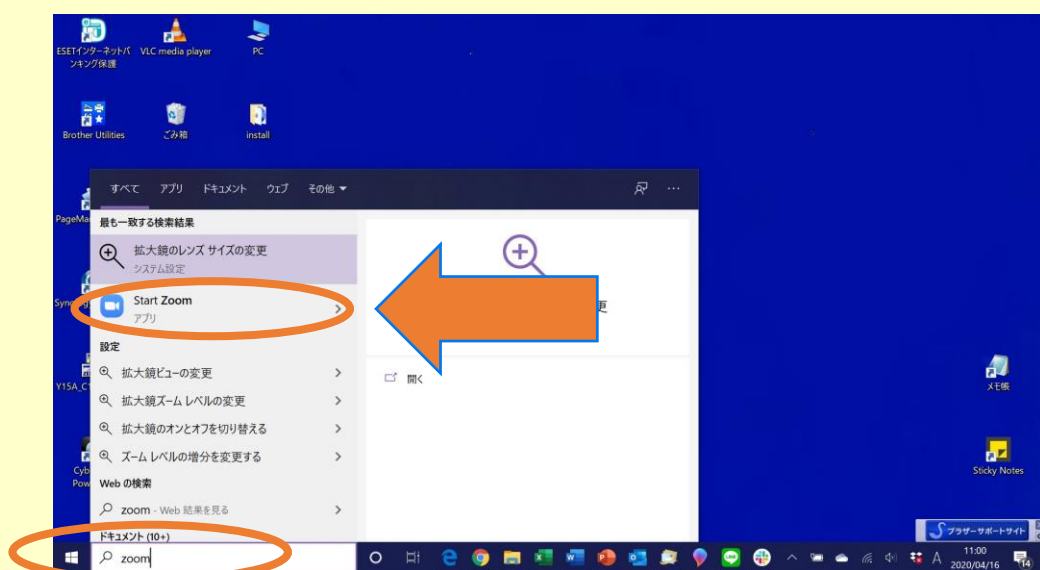 ESETインターネットバ
ンキング保護
VLC media player
PC
Brother Utilities
ごみ箱
install
すべて アプリ ドキュメント ウェブ その他
PageMa
最も一致する検索結果
拡大鏡のレンズ サイズの変更
システム設定
Start Zoom
アプリ
更
設定
拡大鏡ビューの変更
開く
Y15A_C1
拡大鏡ズーム レベルの変更
メモ帳
拡大鏡のオンとオフを切り替える
ズーム レベルの増分を変更する
Cyb
Pow
Sticky Notes
Web の検索
zoom - Web 結果を見る
ドキュメント (10+)
ブラザーサポートサイト
zoom
A
11:00
2020/04/16
14